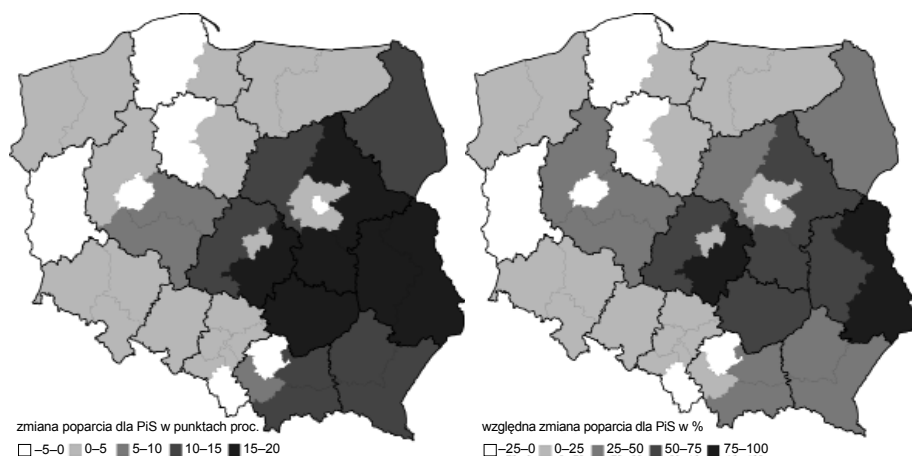 zmiana poparcia dla PiS w punktach proc.
–5–0 0–5 5–10 10–15 15–20
względna zmiana poparcia dla PiS w %
–25–0 0–25 25–50 50–75 75–100